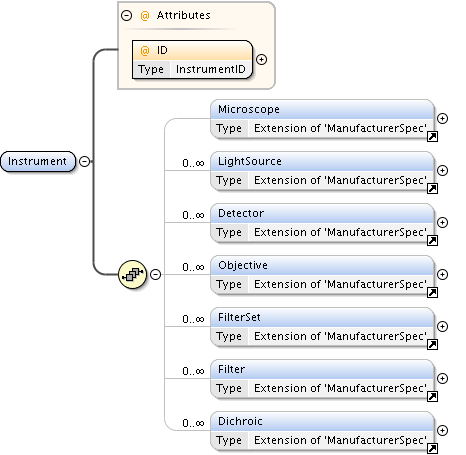 @ Attributes
@ ID
Type InstrumentID
Instrument
Microscope
Type Extension of 'ManufacturerSpec'
0..∞ LightSource
Type Extension of 'ManufacturerSpec'
0..∞ Detector
Type Extension of 'ManufacturerSpec'
0..∞ Objective
Type Extension of 'ManufacturerSpec'
0..∞ FilterSet
Type Extension of 'ManufacturerSpec'
0..∞ Filter
Type Extension of 'ManufacturerSpec'
0..∞ Dichroic
Type Extension of 'ManufacturerSpec'